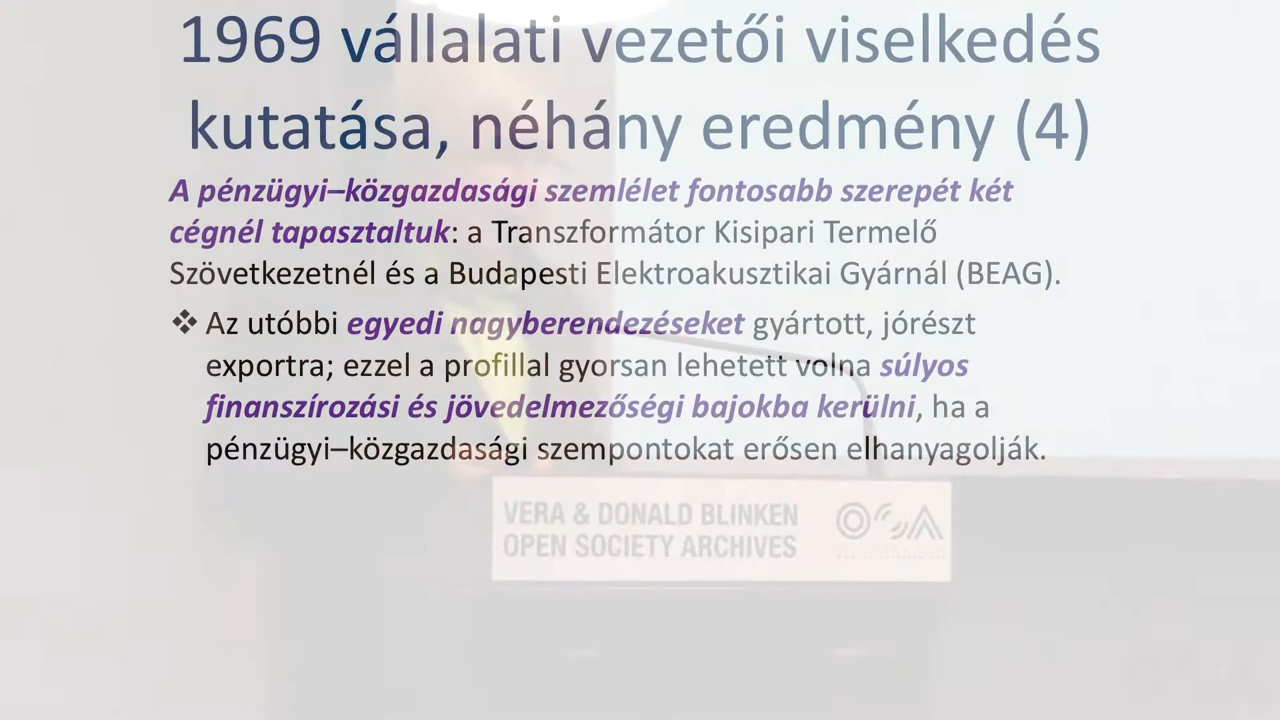 1969 vállalati vezetői viselkedés
kutatása, néhány eredmény (4)
A pénzügyi–közgazdasági szemlélet fontosabb szerepét két
cégnél tapasztaltuk: a Transzformátor Kisipari Termelő
Szövetkezetnél és a Budapesti Elektroakusztikai Gyárnál (BEAG).
❖ Az utóbbi egyedi nagyberendezéseket gyártott, jórészt
exportra; ezzel a profillal gyorsan lehetett volna súlyos
finanszírozási és jövedelmezőségi bajokba kerülni, ha a
pénzügyi–közgazdasági szempontokat erősen elhanyagolják.
VERA & DONALD BLINKEN
OPEN SOCIETY ARCHIVES